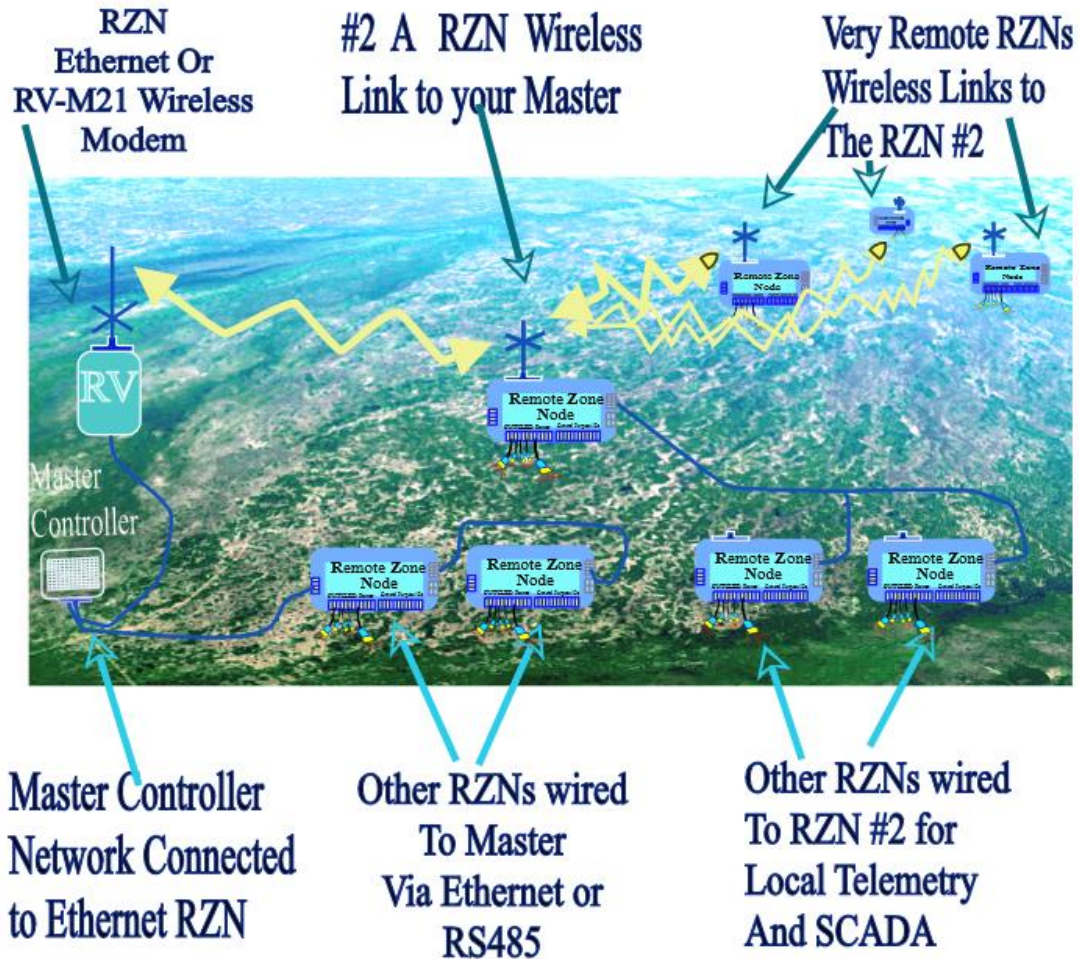 RZN
Ethernet Or
RV-M21 Wireless
Modem
#2 A RZN Wireless
Link to your Master
Very Remote RZNs
Wireless Links to
The RZN #2
Remote Zone
Node
Remote Zone
Node
Remote Zone
Node
RV
Master
Controller
Remote Zone
Node
Remote Zone
Node
Remote Zone
Node
Remote Zone
Node
Master Controller
Network Connected
to Ethernet RZN
Other RZNs wired
To Master
Via Ethernet or
RS485
Other RZNs wired
To RZN #2 for
Local Telemetry
And SCADA